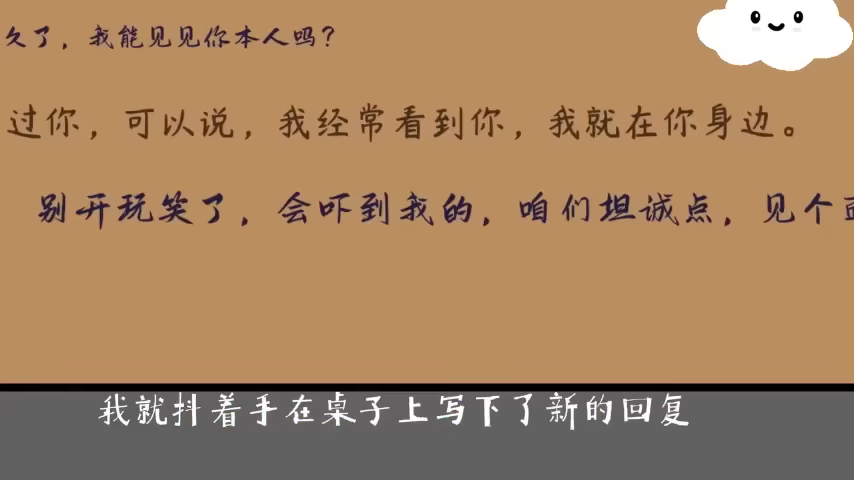 久了，我能见见你本人吗？
过你，可以说，我经常看到你，我就在你身边。
别开玩笑了，会吓到我的，咱们坦诚点，见个
我就抖着手在桌子上写下了新的回复